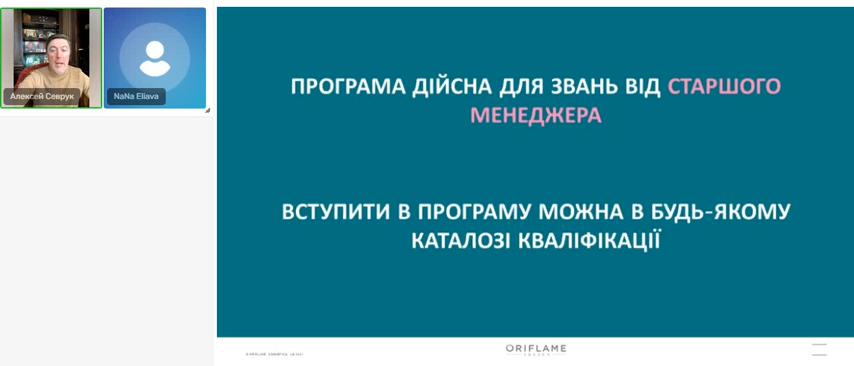 Алексей Севрук
NaNa Eliava
ПРОГРАМА ДІЙСНА ДЛЯ ЗВАНЬ ВІД СТАРШОГО
МЕНЕДЖЕРА
ВСТУПИТИ В ПРОГРАМУ МОЖНА В БУДЬ-ЯКОМУ
КАТАЛОЗІ КВАЛІФІКАЦІЇ
ORIFLAME
SWEDEN